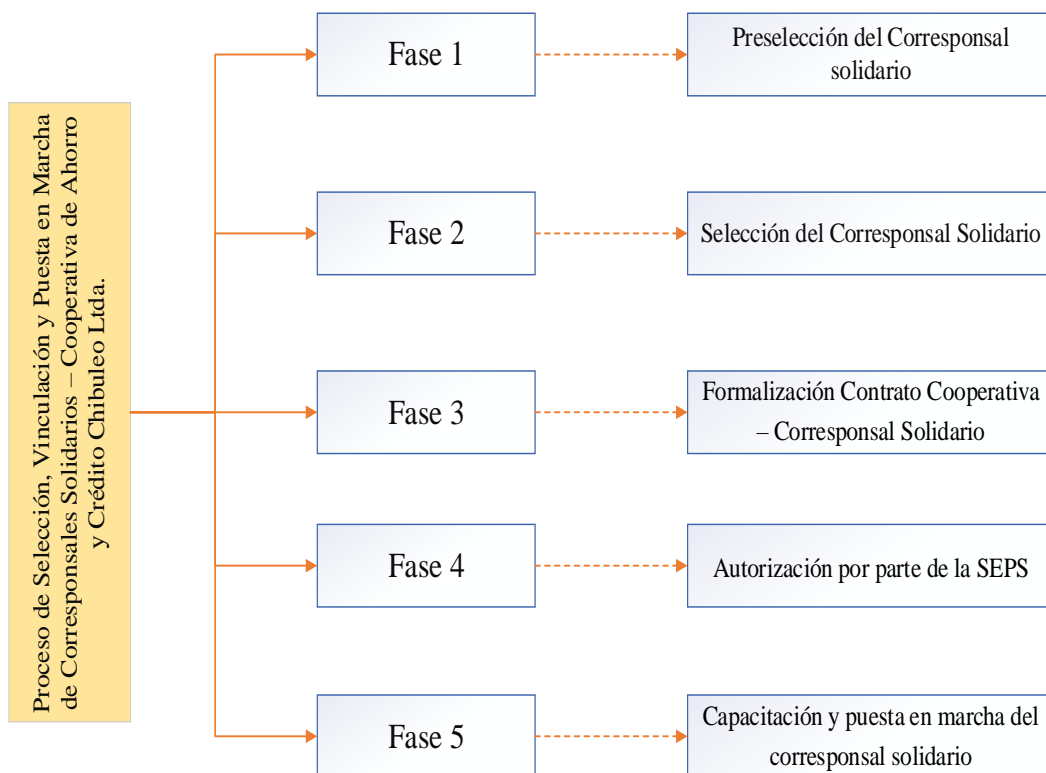 Proceso de Selección, Vinculación y Puesta en Marcha
de Corresponsales Solidarios – Cooperativa de Ahorro
y Crédito Chibuleo Ltda.
Fase 1
Preselección del Corresponsal
solidario
Fase 2
Selección del Corresponsal Solidario
Fase 3
Formalización Contrato Cooperativa
– Corresponsal Solidario
Fase 4
Autorización por parte de la SEPS
Fase 5
Capacitación y puesta en marcha del
corresponsal solidario